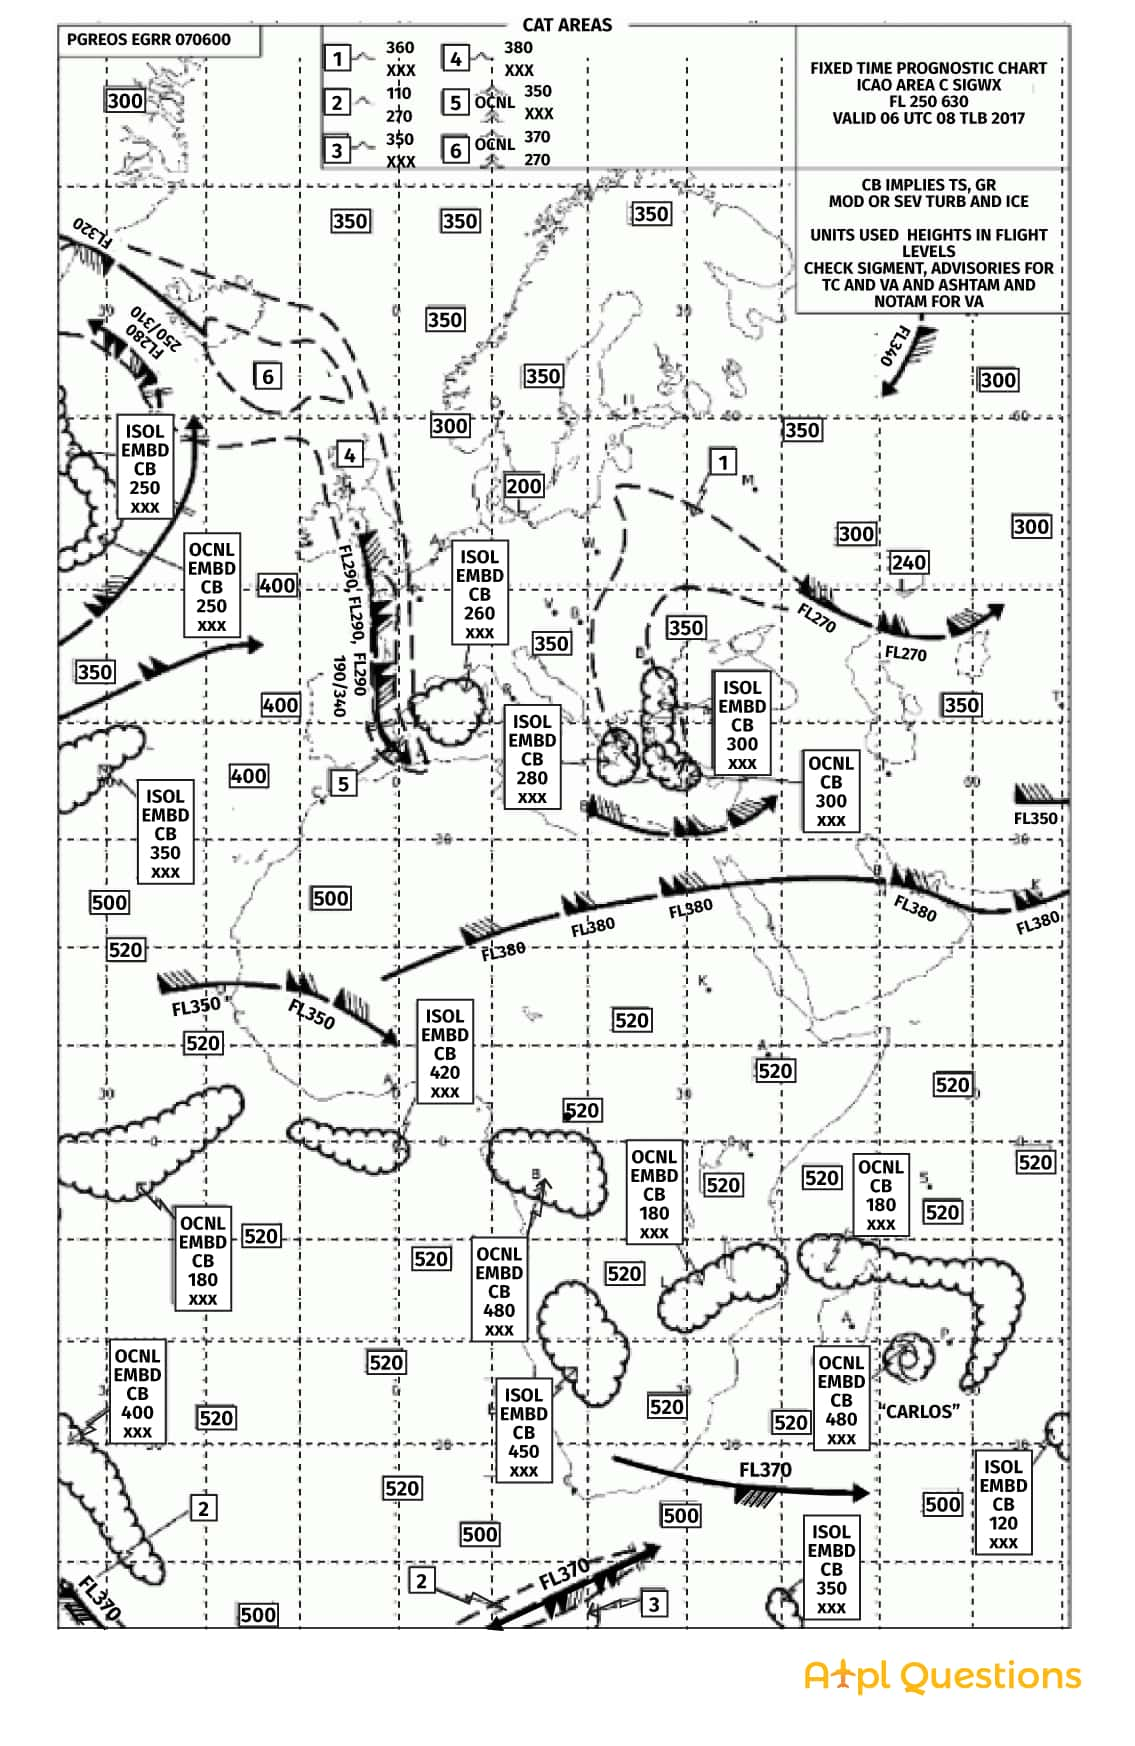 CAT AREAS
PGREOS EGRR 070600
1 360
XXX
2 110
270
3 350
XXX
4 380
XXX
5 OCNL 350
XXX
6 OCNL 370
270
FIXED TIME PROGNOSTIC CHART
ICAO AREA C SIGWX
FL 250 630
VALID 06 UTC 08 TLB 2017
CB IMPLIES TS, GR
MOD OR SEV TURB AND ICE
UNITS USED HEIGHTS IN FLIGHT
LEVELS
CHECK SIGMENT, ADVISORIES FOR
TC AND VA AND ASHTAM AND
NOTAM FOR VA
300
350
350
350
FL320
FL280
250/310
350
FL340
6
350
300
300
350
4
1
M
ISOL
EMBD
CB
250
xxx
200
300
300
OCNL
EMBD
CB
250
xxx
400
FL290, FL290, FL290
190/340
ISOL
EMBD
CB
260
xxx
240
FL270
FL270
350
350
350
400
350
ISOL
EMBD
CB
280
xxx
ISOL
EMBD
CB
300
xxx
400
5
OCNL
CB
300
xxx
FL350
ISOL
EMBD
CB
350
xxx
30
30
500
500
FL380
FL380
FL380
FL380
FL380
K
520
FL350
FL350
K
520
520
ISOL
EMBD
CB
420
xxx
A
520
520
30
30
A
520
0
0
520
OCNL
EMBD
CB
180
xxx
520
520
OCNL
CB
180
xxx
S
520
B
OCNL
EMBD
CB
180
xxx
520
520
OCNL
EMBD
CB
480
xxx
520
L
A
P
OCNL
EMBD
CB
400
xxx
520
OCNL
EMBD
CB
480
xxx
"CARLOS"
520
ISOL
EMBD
CB
450
xxx
520
520
30
30
FL370
520
ISOL
EMBD
CB
120
xxx
2
500
500
500
ISOL
EMBD
CB
350
xxx
FL370
2
FL370
3
500
Atpl Questions